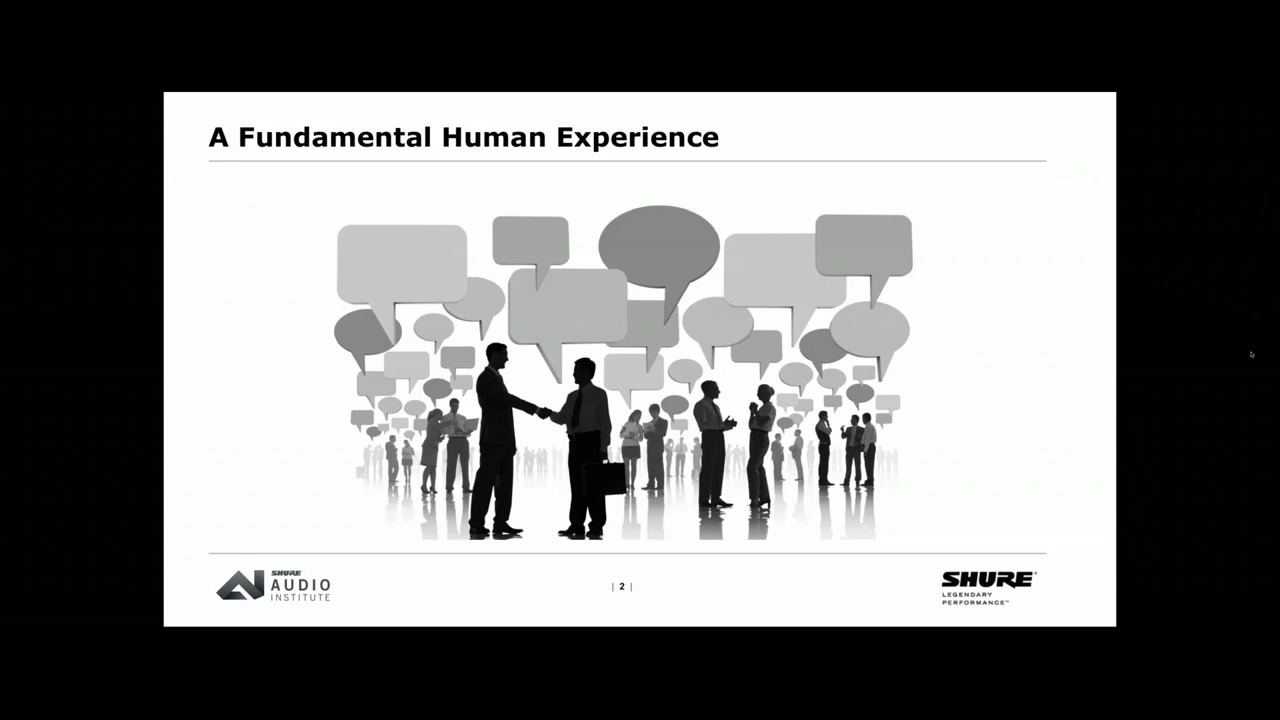 A Fundamental Human Experience
SHURE
AUDIO
INSTITUTE
| 2 |
SHURE®
LEGENDARY
PERFORMANCE™